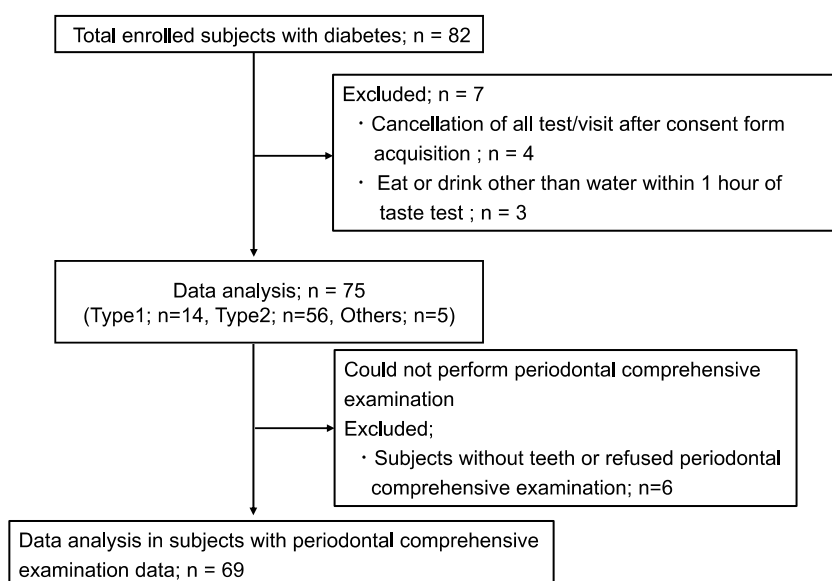 Total enrolled subjects with diabetes; n = 82
Excluded; n = 7
・Cancellation of all test/visit after consent form
acquisition ; n = 4
・ Eat or drink other than water within 1 hour of
taste test ; n = 3
Data analysis; n = 75
(Type1; n=14, Type2; n=56, Others; n=5)
Could not perform periodontal comprehensive
examination
Excluded;
・Subjects without teeth or refused periodontal
comprehensive examination; n=6
Data analysis in subjects with periodontal comprehensive
examination data; n = 69